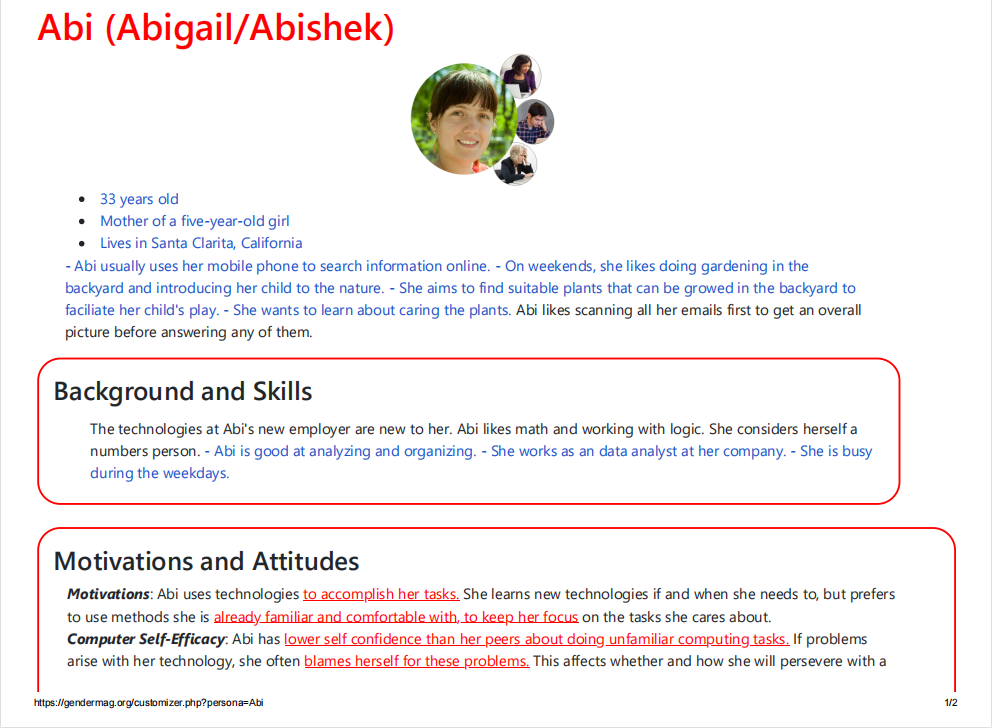 Abi (Abigail/Abishek)
• 33 years old
• Mother of a five-year-old girl
• Lives in Santa Clarita, California
- Abi usually uses her mobile phone to search information online. - On weekends, she likes doing gardening in the
backyard and introducing her child to the nature. - She aims to find suitable plants that can be growed in the backyard to
faciliate her child's play. - She wants to learn about caring the plants. Abi likes scanning all her emails first to get an overall
picture before answering any of them.
Background and Skills
The technologies at Abi's new employer are new to her. Abi likes math and working with logic. She considers herself a
numbers person. - Abi is good at analyzing and organizing. - She works as an data analyst at her company. - She is busy
during the weekdays.
Motivations and Attitudes
Motivations: Abi uses technologies to accomplish her tasks. She learns new technologies if and when she needs to, but prefers
to use methods she is already familiar and comfortable with, to keep her focus on the tasks she cares about.
Computer Self-Efficacy: Abi has lower self confidence than her peers about doing unfamiliar computing tasks. If problems
arise with her technology, she often blames herself for these problems. This affects whether and how she will persevere with a
https://gendermag.org/customizer.php?persona=Abi 1/2